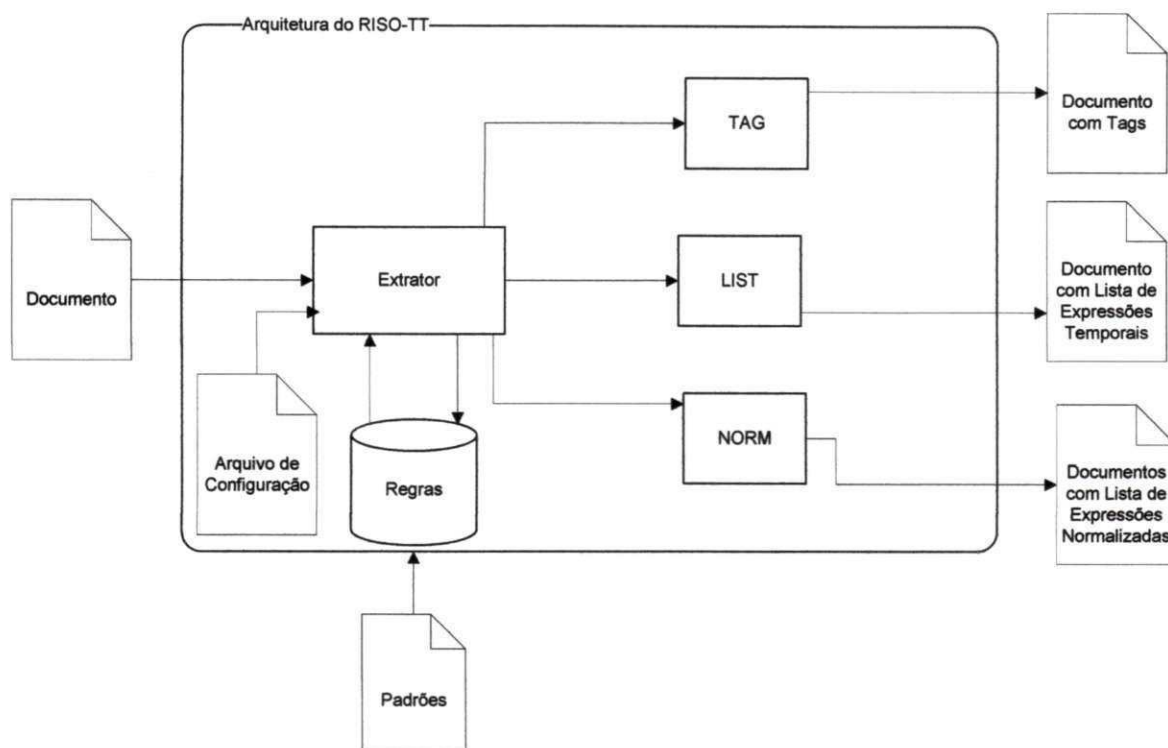 Arquitetura do RISO-TT
TAG
Documento
com Tags
Documento
Extrator
LIST
Documento
com Lista de
Expressões
Temporais
Arquivo de
Configuração
Regras
NORM
Documentos
com Lista de
Expressões
Normalizadas
Padrões